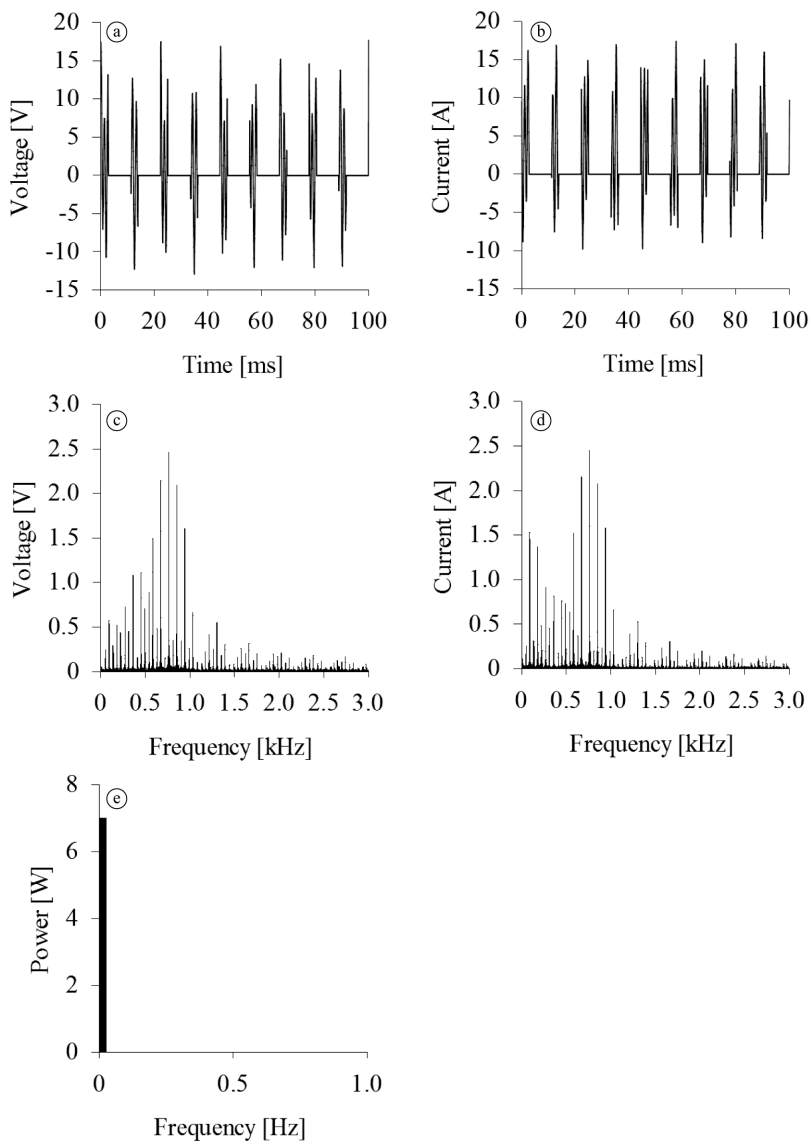 ⓐ
20
15
10
5
0
-5
-10
-15
Voltage [V]
0 20 40 60 80 100
Time [ms]
ⓑ
20
15
10
5
0
-5
-10
-15
Current [A]
0 20 40 60 80 100
Time [ms]
ⓒ
3.0
2.5
2.0
1.5
1.0
0.5
0
Voltage [V]
0 0.5 1.0 1.5 2.0 2.5 3.0
Frequency [kHz]
ⓓ
3.0
2.5
2.0
1.5
1.0
0.5
0
Current [A]
0 0.5 1.0 1.5 2.0 2.5 3.0
Frequency [kHz]
ⓔ
8
6
4
2
0
Power [W]
0 0.5 1.0
Frequency [Hz]